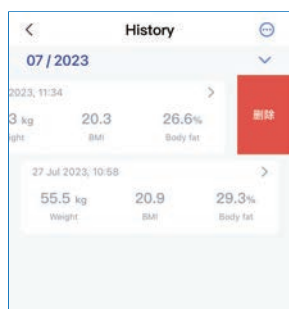 History
07 / 2023
2023, 11:34
3 kg 20.3 26.6%
ght BMI Body fat
删除
27 Jul 2023, 10:58
55.5 kg 20.9 29.3%
Weight BMI Body fat